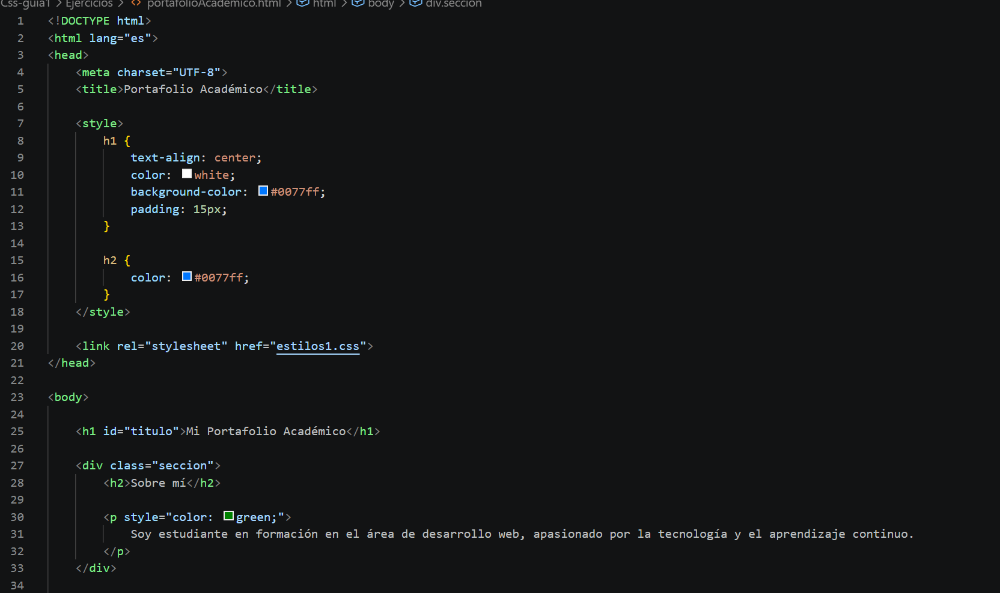 Css-guia1 > Ejercicios > <> portafolioAcademico.html > html > body > div.seccion
1 <!DOCTYPE html>
2 <html lang="es">
3 <head>
4 <meta charset="UTF-8">
5 <title>Portafolio Académico</title>
6
7 <style>
8 h1 {
9 text-align: center;
10 color: white;
11 background-color: #0077ff;
12 padding: 15px;
13 }
14
15 h2 {
16 color: #0077ff;
17 }
18 </style>
19
20 <link rel="stylesheet" href="estilos1.css">
21 </head>
22
23 <body>
24
25 <h1 id="titulo">Mi Portafolio Académico</h1>
26
27 <div class="seccion">
28 <h2>Sobre mí</h2>
29
30 <p style="color: green;">
31 Soy estudiante en formación en el área de desarrollo web, apasionado por la tecnología y el aprendizaje continuo.
32 </p>
33 </div>
34